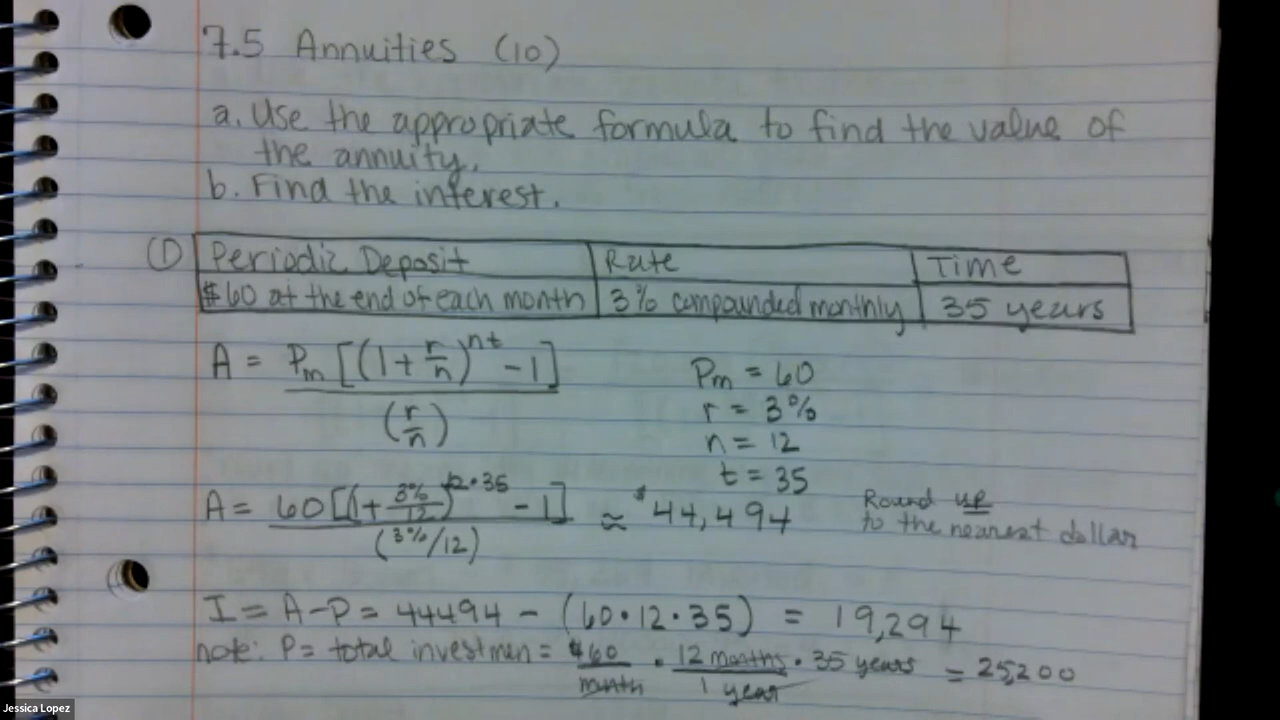 7.5 Annuities (10)
a. Use the appropriate formula to find the value of
the annuity.
b. Find the interest.
① Periodic Deposit | Rate | Time
$60 at the end of each month | 3% compounded monthly | 35 years
A = Pm [(1 + r/n)^nt - 1] / (r/n)
Pm = 60
r = 3%
n = 12
t = 35
A = 60[(1 + 3%/12)^12·35 - 1] / (3%/12) ≈ $44,494
Round up
to the nearest dollar
I = A - P = 44494 - (60·12·35) = 19,294
note: P = total investmen = $60/month · 12 months/1 year · 35 years = 25,200
Jessica Lopez